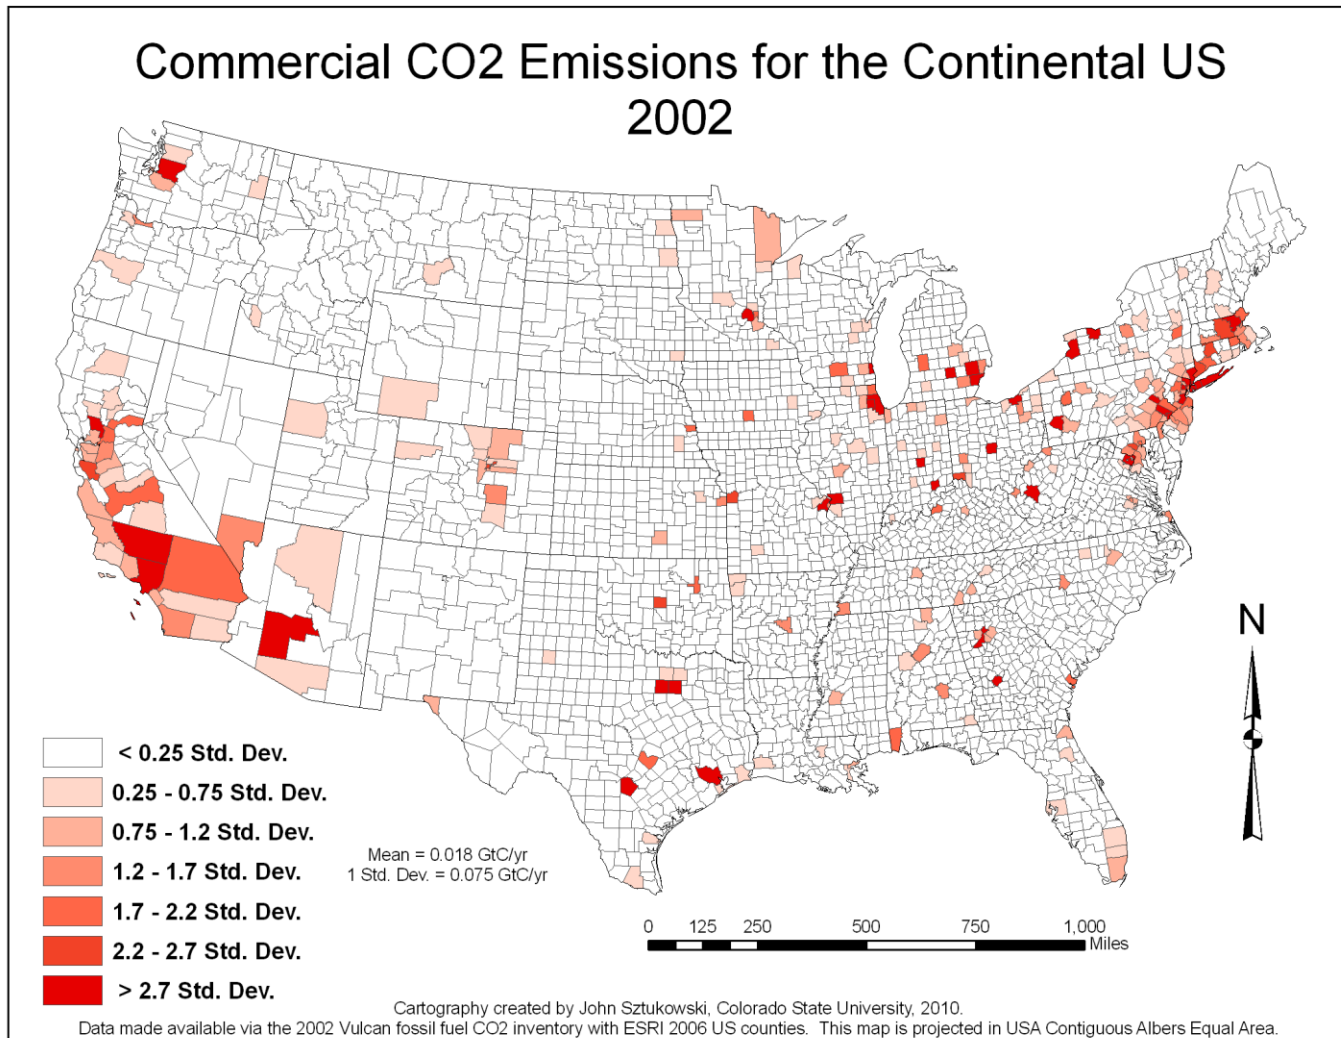 Commercial CO2 Emissions for the Continental US
2002
N
< 0.25 Std. Dev.
0.25 - 0.75 Std. Dev.
0.75 - 1.2 Std. Dev.
1.2 - 1.7 Std. Dev.
1.7 - 2.2 Std. Dev.
2.2 - 2.7 Std. Dev.
> 2.7 Std. Dev.
Mean = 0.018 GtC/yr
1 Std. Dev. = 0.075 GtC/yr
0 125 250 500 750 1,000
Miles
Cartography created by John Sztukowski, Colorado State University, 2010.
Data made available via the 2002 Vulcan fossil fuel CO2 inventory with ESRI 2006 US counties. This map is projected in USA Contiguous Albers Equal Area.